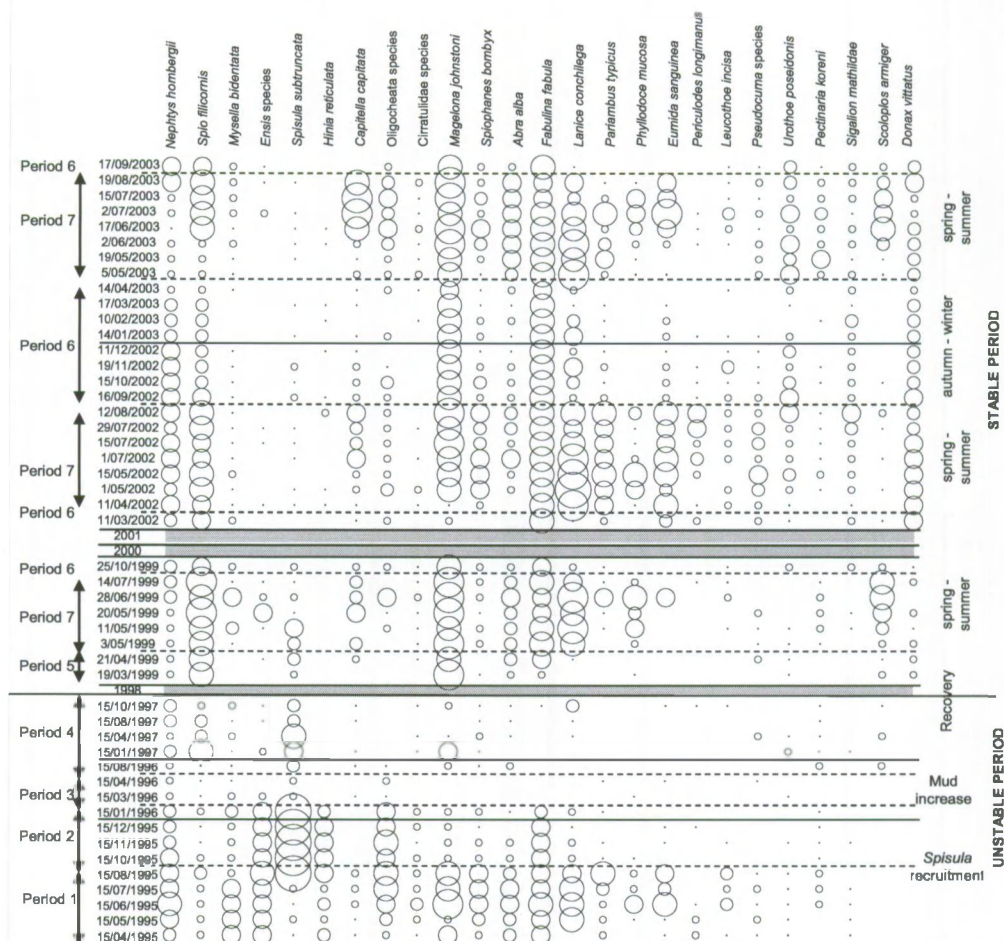 Nephtys hombergii
Spio filicornis
Mysella bidentata
Ensis species
Spisula subtruncata
Hinia reticulata
Capitella capitata
Oligocheata species
Cirratulidae species
Magelona johnstoni
Spiophanes bombyx
Abra alba
Fabulina fabula
Lanice conchilega
Pariambus typicus
Phyllodoce mucosa
Eumida sanguinea
Periculodes longimanus
Leucothoe incisa
Pseudocuma species
Urothoe poseidonis
Pectinaria koreni
Sigalion mathildae
Scoloplos armiger
Donax vittatus
Period 6
17/09/2003
19/08/2003
15/07/2003
2/07/2003
Period 7
17/06/2003
2/06/2003
19/05/2003
5/05/2003
spring -
summer
14/04/2003
17/03/2003
10/02/2003
14/01/2003
Period 6
11/12/2002
19/11/2002
15/10/2002
16/09/2002
autumn - winter
12/08/2002
29/07/2002
15/07/2002
1/07/2002
Period 7
15/05/2002
1/05/2002
11/04/2002
spring -
summer
Period 6
11/03/2002
2001
2000
Period 6
25/10/1999
14/07/1999
28/06/1999
Period 7
20/05/1999
11/05/1999
3/05/1999
spring -
summer
Period 5
21/04/1999
19/03/1999
1998
STABLE PERIOD
15/10/1997
15/08/1997
Period 4
15/04/1997
15/01/1997
15/08/1996
Recovery
15/04/1996
Period 3
15/03/1996
Mud
increase
15/01/1996
Period 2
15/12/1995
15/11/1995
15/10/1995
Spisula
recruitment
15/08/1995
15/07/1995
Period 1
15/06/1995
15/05/1995
15/04/1995
UNSTABLE PERIOD